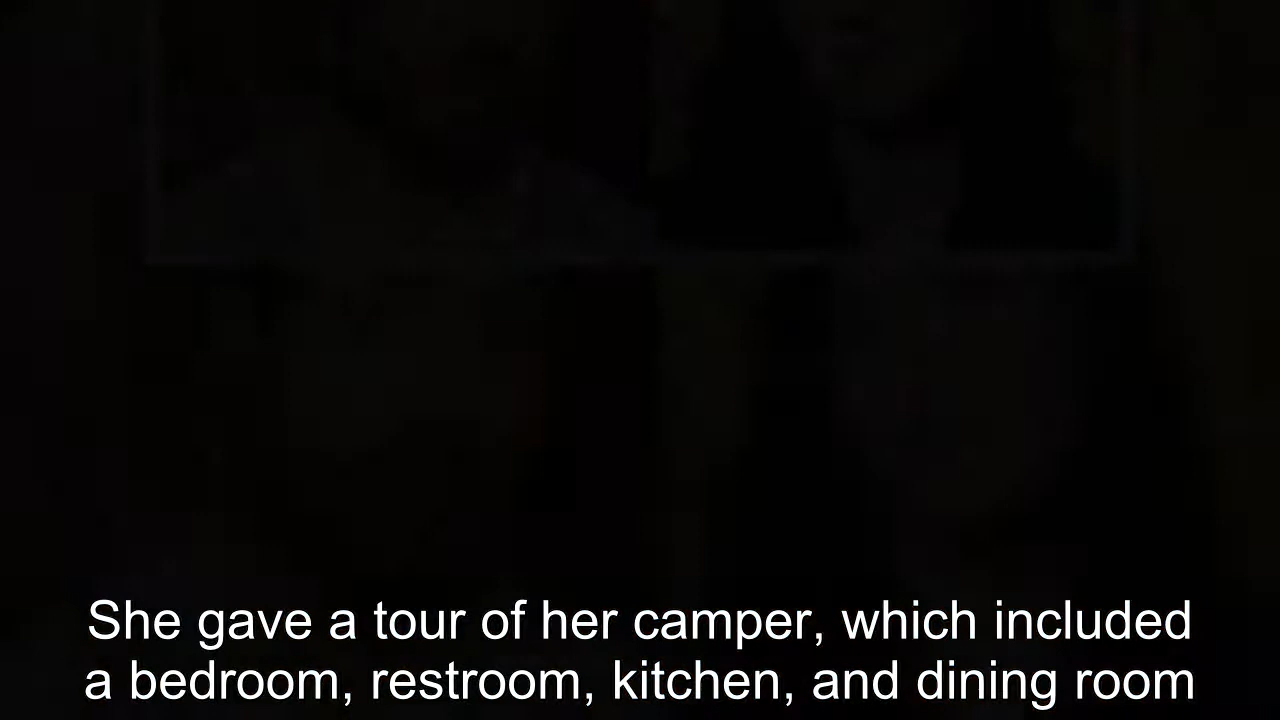 She gave a tour of her camper, which included
a bedroom, restroom, kitchen, and dining room